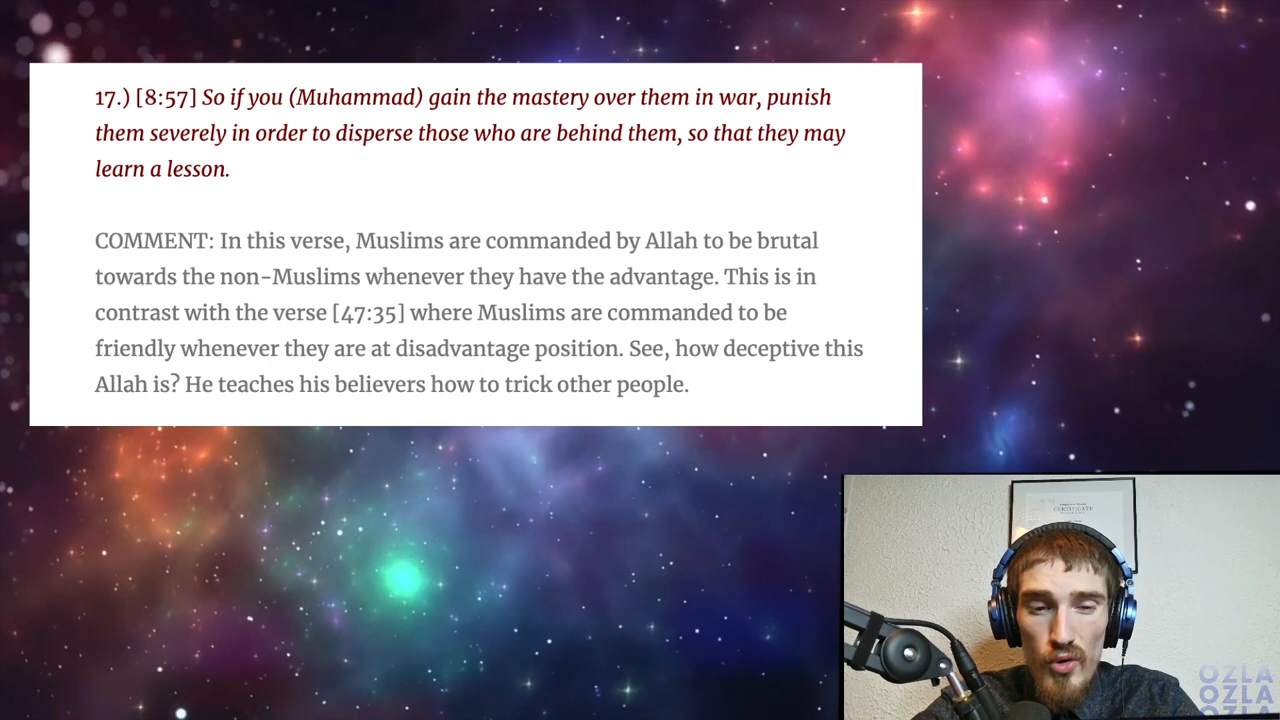 17.) [8:57] So if you (Muhammad) gain the mastery over them in war, punish
them severely in order to disperse those who are behind them, so that they may
learn a lesson.
COMMENT: In this verse, Muslims are commanded by Allah to be brutal
towards the non-Muslims whenever they have the advantage. This is in
contrast with the verse [47:35] where Muslims are commanded to be
friendly whenever they are at disadvantage position. See, how deceptive this
Allah is? He teaches his believers how to trick other people.
CERTIFICATE
OZLA
OZLA
OZLA